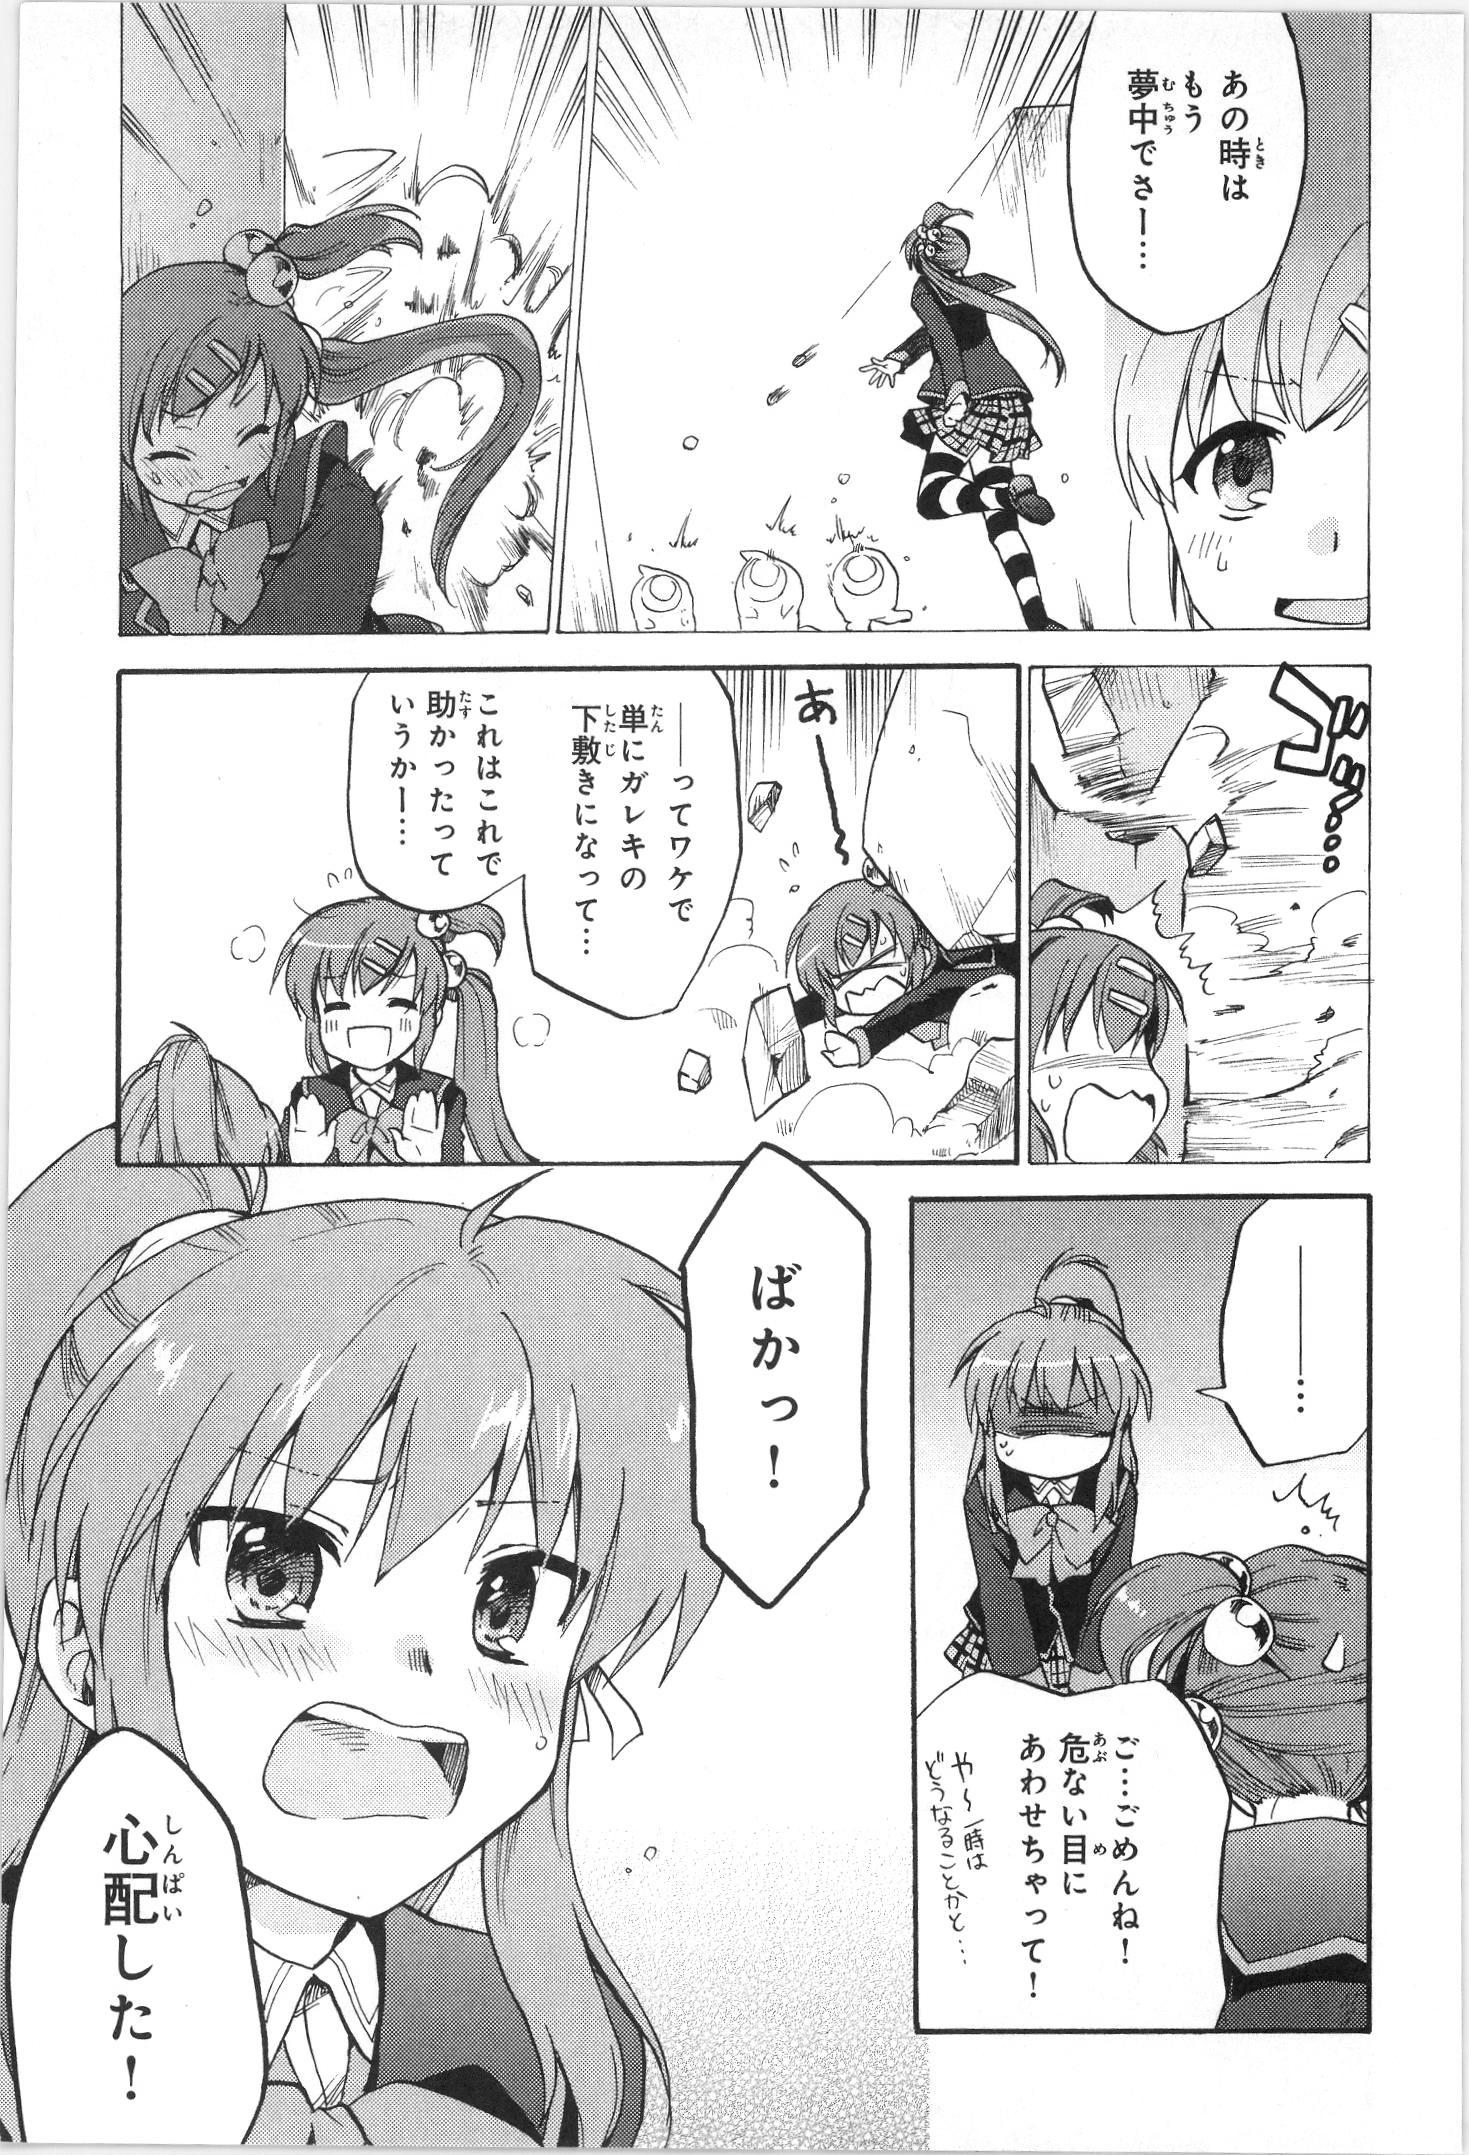 あの時は
もう
夢中でさー…
ゴゴゴ…
あーーー
──ってワケで
単にガレキの
下敷きになって…
これはこれで
助かったって
いうかー…
───…
ご…ごめんね!
危ない目に
あわせちゃって!
や〜一時は
どうなることかと…
ばかっ!
心配した!